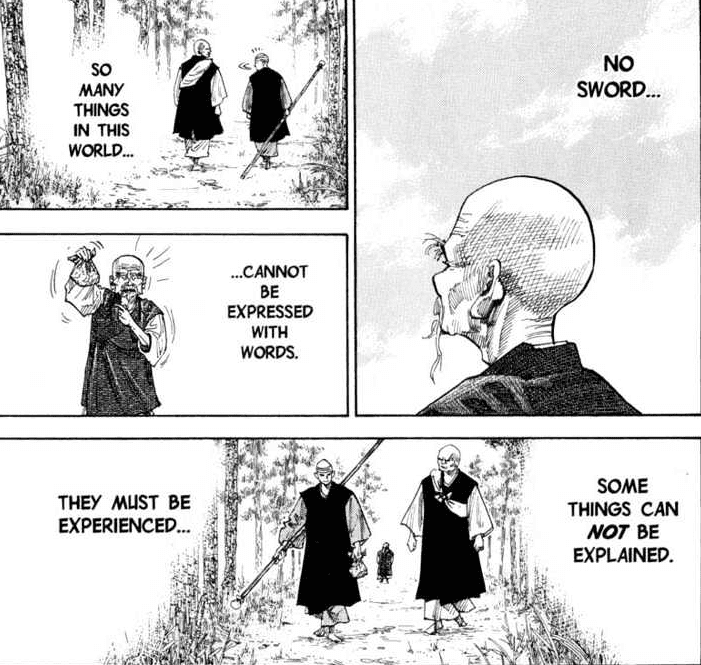 NO
SWORD...
SO
MANY
THINGS
IN THIS
WORLD...
...CANNOT
BE
EXPRESSED
WITH
WORDS.
SOME
THINGS CAN
NOT BE
EXPLAINED.
THEY MUST BE
EXPERIENCED...